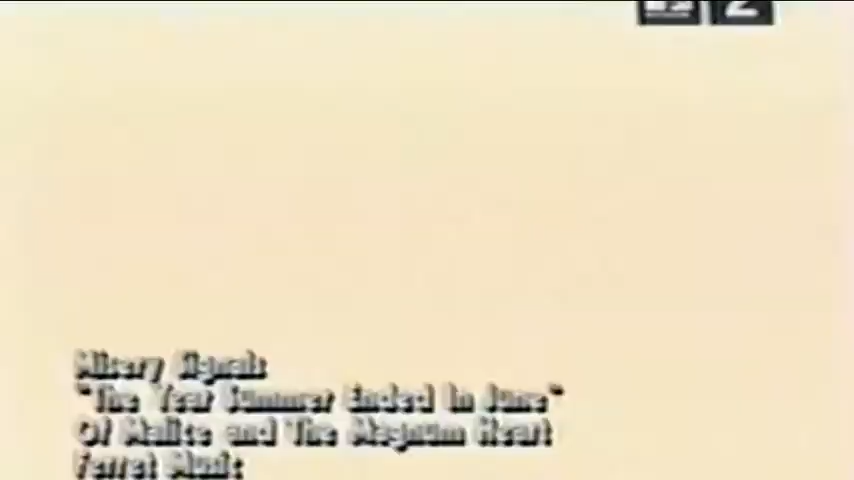 2
Misery Signals
"The Year Summer Ended In June"
Of Malice and The Magnum Heart
Ferret Music